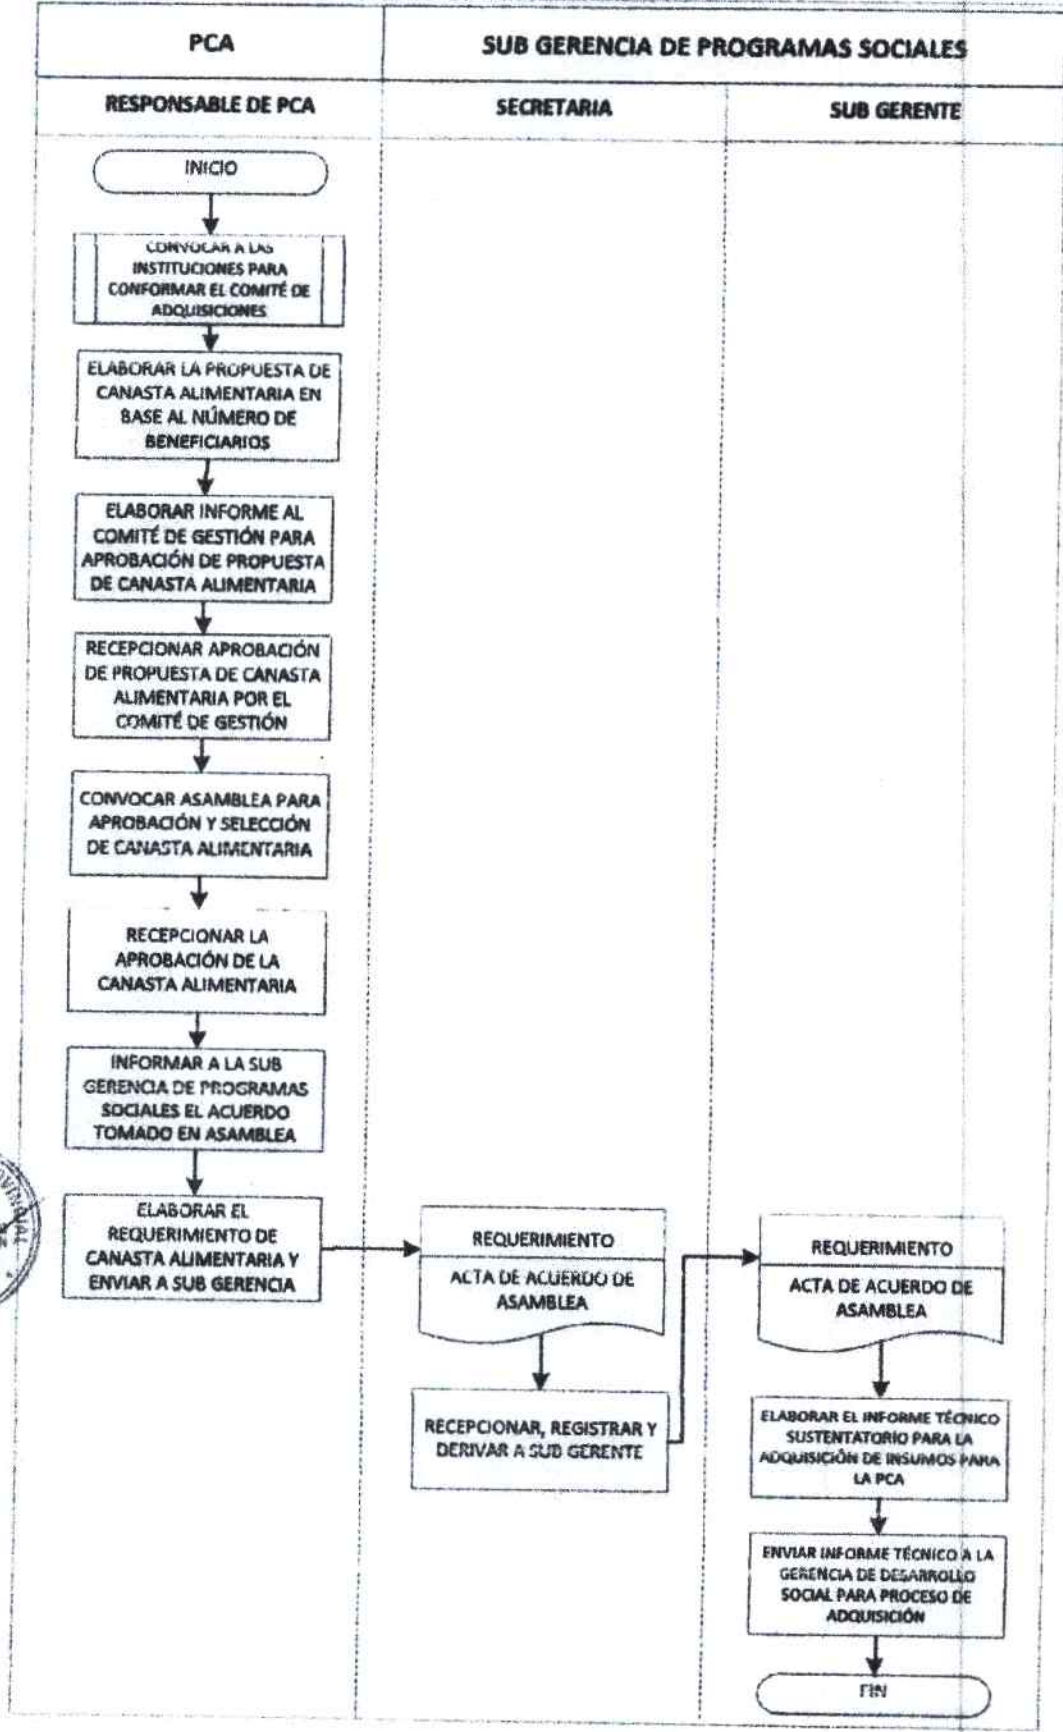 PCA
SUB GERENCIA DE PROGRAMAS SOCIALES
RESPONSABLE DE PCA
SECRETARIA
SUB GERENTE
INICIO
CONVOCAR A LAS
INSTITUCIONES PARA
CONFORMAR EL COMITÉ DE
ADQUISICIONES
ELABORAR LA PROPUESTA DE
CANASTA ALIMENTARIA EN
BASE AL NÚMERO DE
BENEFICIARIOS
ELABORAR INFORME AL
COMITÉ DE GESTIÓN PARA
APROBACIÓN DE PROPUESTA
DE CANASTA ALIMENTARIA
RECEPCIONAR APROBACIÓN
DE PROPUESTA DE CANASTA
ALIMENTARIA POR EL
COMITÉ DE GESTIÓN
CONVOCAR ASAMBLEA PARA
APROBACIÓN Y SELECCIÓN
DE CANASTA ALIMENTARIA
RECEPCIONAR LA
APROBACIÓN DE LA
CANASTA ALIMENTARIA
INFORMAR A LA SUB
GERENCIA DE PROGRAMAS
SOCIALES EL ACUERDO
TOMADO EN ASAMBLEA
ELABORAR EL
REQUERIMIENTO DE
CANASTA ALIMENTARIA Y
ENVIAR A SUB GERENCIA
REQUERIMIENTO
ACTA DE ACUERDO DE
ASAMBLEA
RECEPCIONAR, REGISTRAR Y
DERIVAR A SUB GERENTE
REQUERIMIENTO
ACTA DE ACUERDO DE
ASAMBLEA
ELABORAR EL INFORME TÉCNICO
SUSTENTATORIO PARA LA
ADQUISICIÓN DE INSUMOS PARA
LA PCA
ENVIAR INFORME TÉCNICO A LA
GERENCIA DE DESARROLLO
SOCIAL PARA PROCESO DE
ADQUISICIÓN
FIN